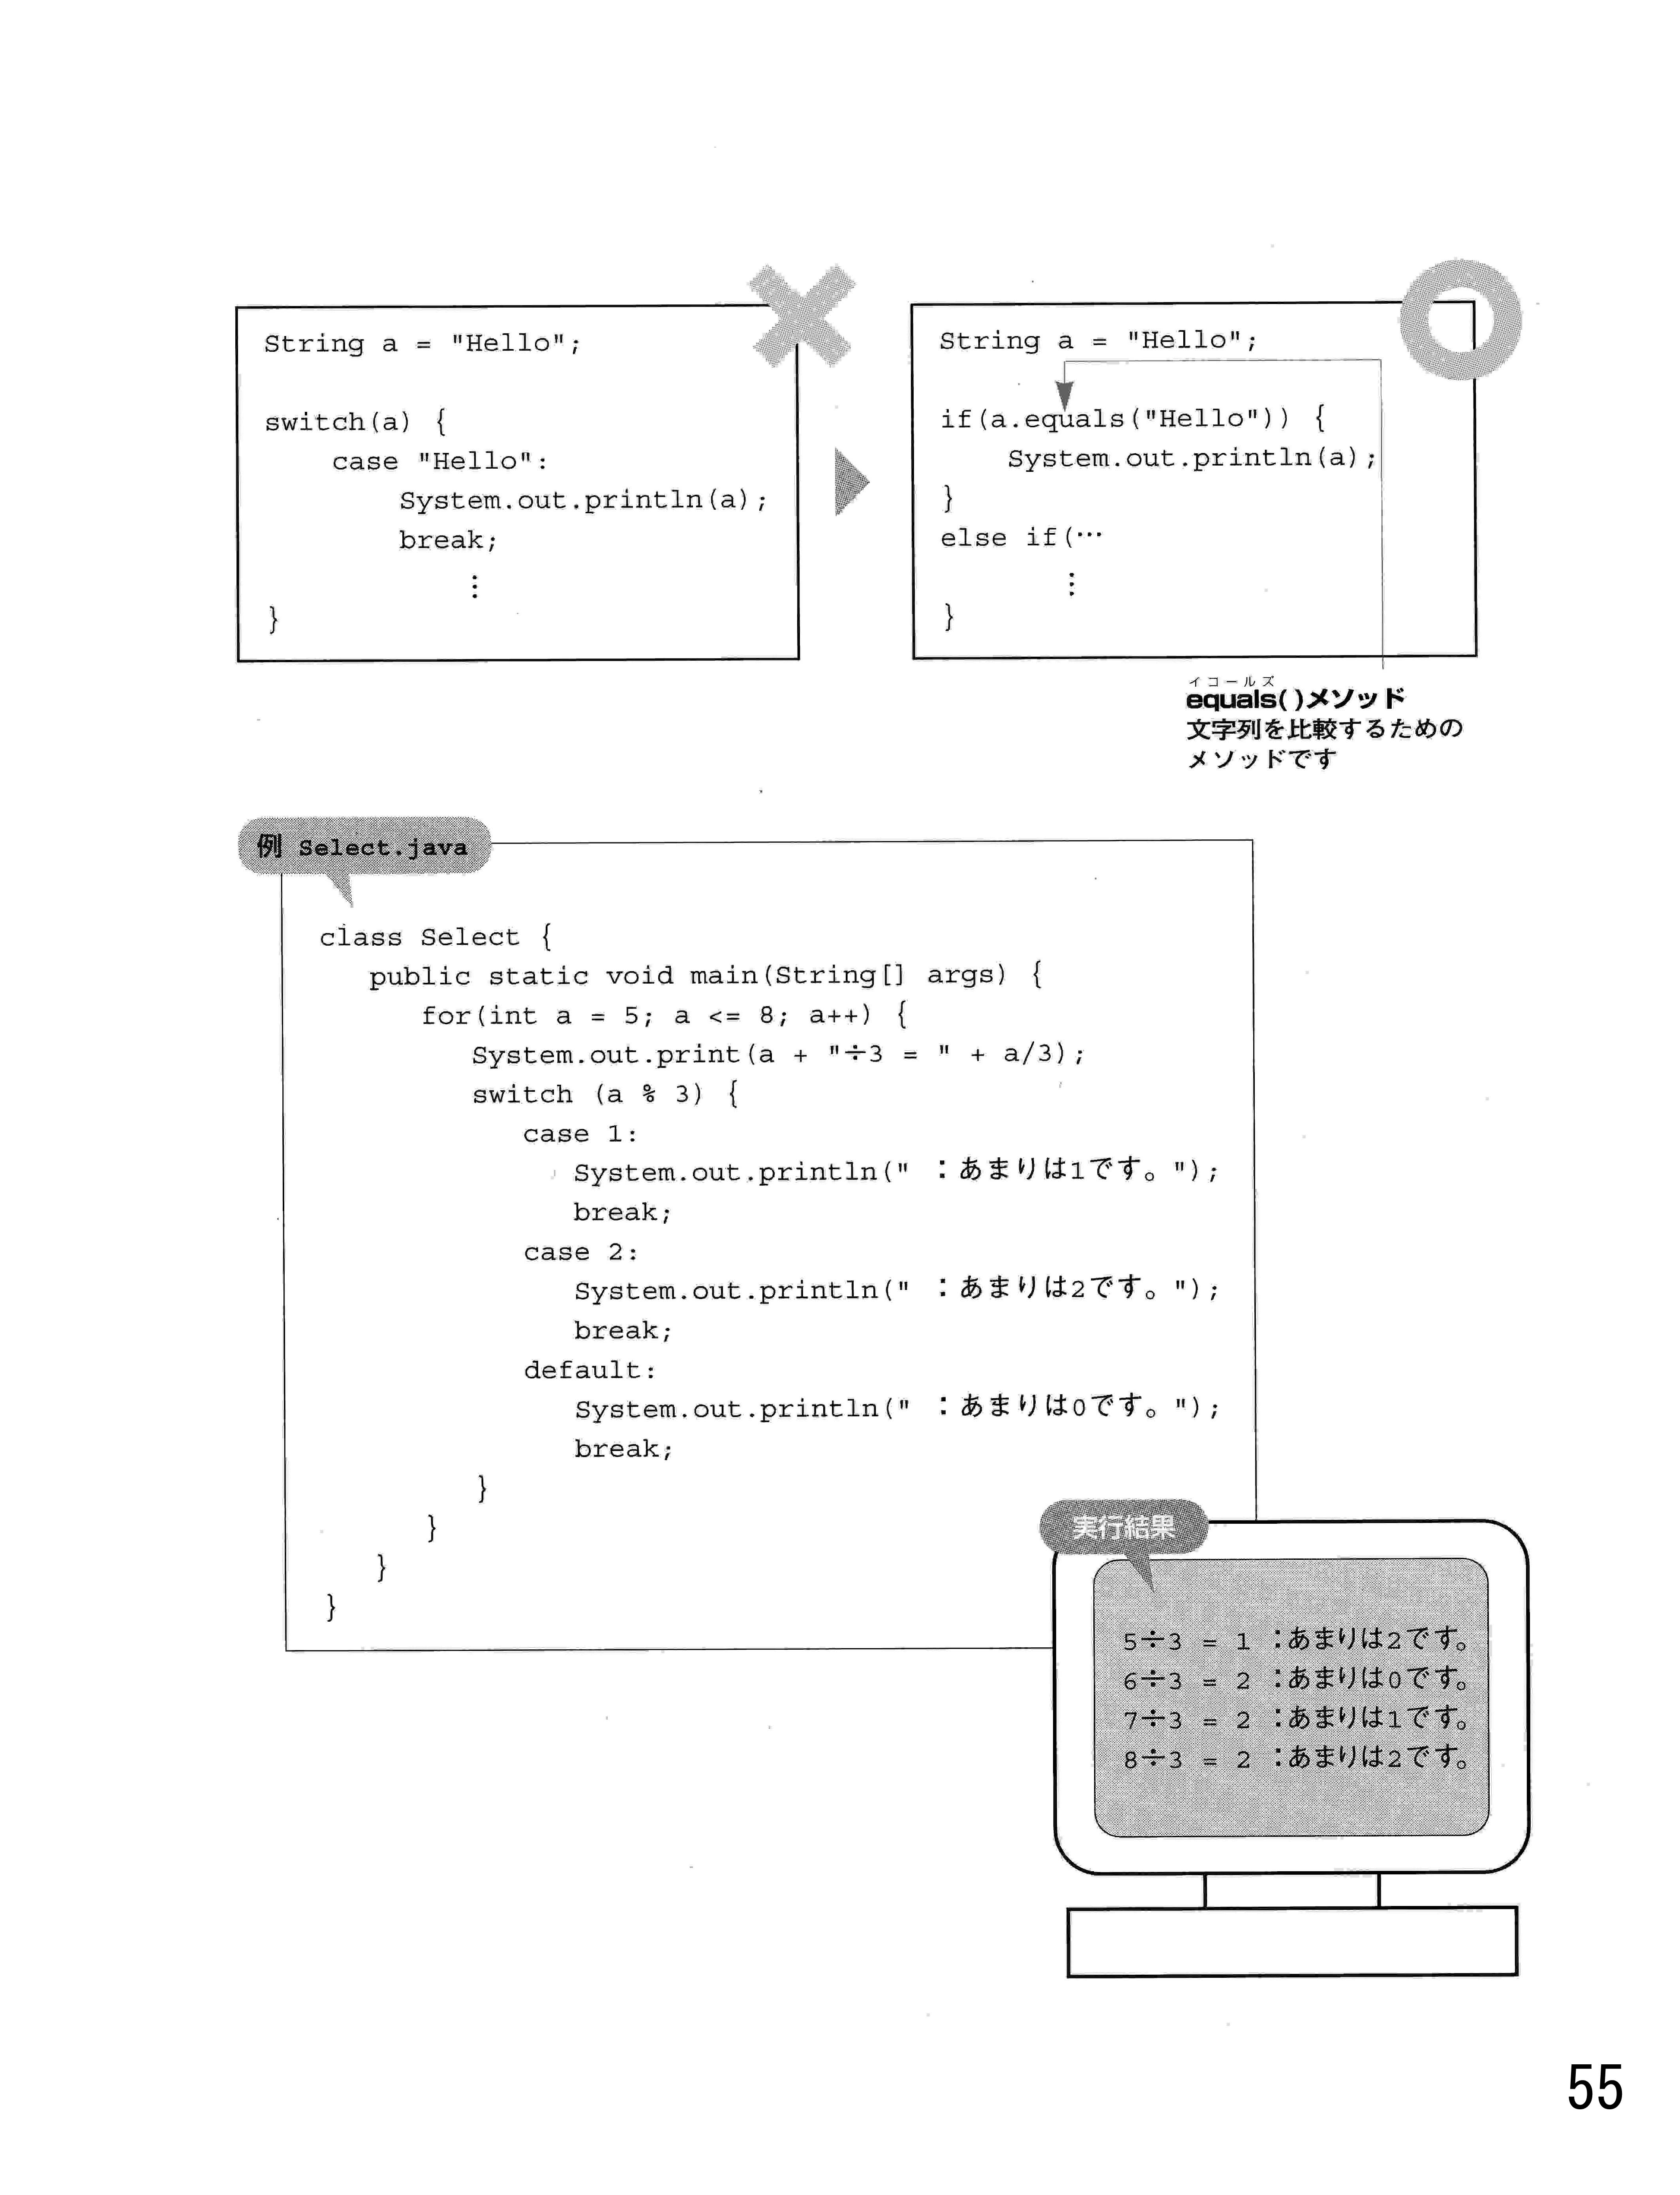 String a = "Hello";
switch(a) {
case "Hello":
System.out.println(a);
break;
⋮
}
String a = "Hello";
if(a.equals("Hello")) {
System.out.println(a);
}
else if(…
⋮
}
イコールズ
equals()メソッド
文字列を比較するための
メソッドです
例 Select.java
class Select {
public static void main(String[] args) {
for(int a = 5; a <= 8; a++) {
System.out.print(a + "÷3 = " + a/3);
switch (a % 3) {
case 1:
System.out.println(" ：あまりは1です。");
break;
case 2:
System.out.println(" ：あまりは2です。");
break;
default:
System.out.println(" ：あまりは0です。");
break;
}
}
}
}
実行結果
5÷3 = 1 ：あまりは2です。
6÷3 = 2 ：あまりは0です。
7÷3 = 2 ：あまりは1です。
8÷3 = 2 ：あまりは2です。
55